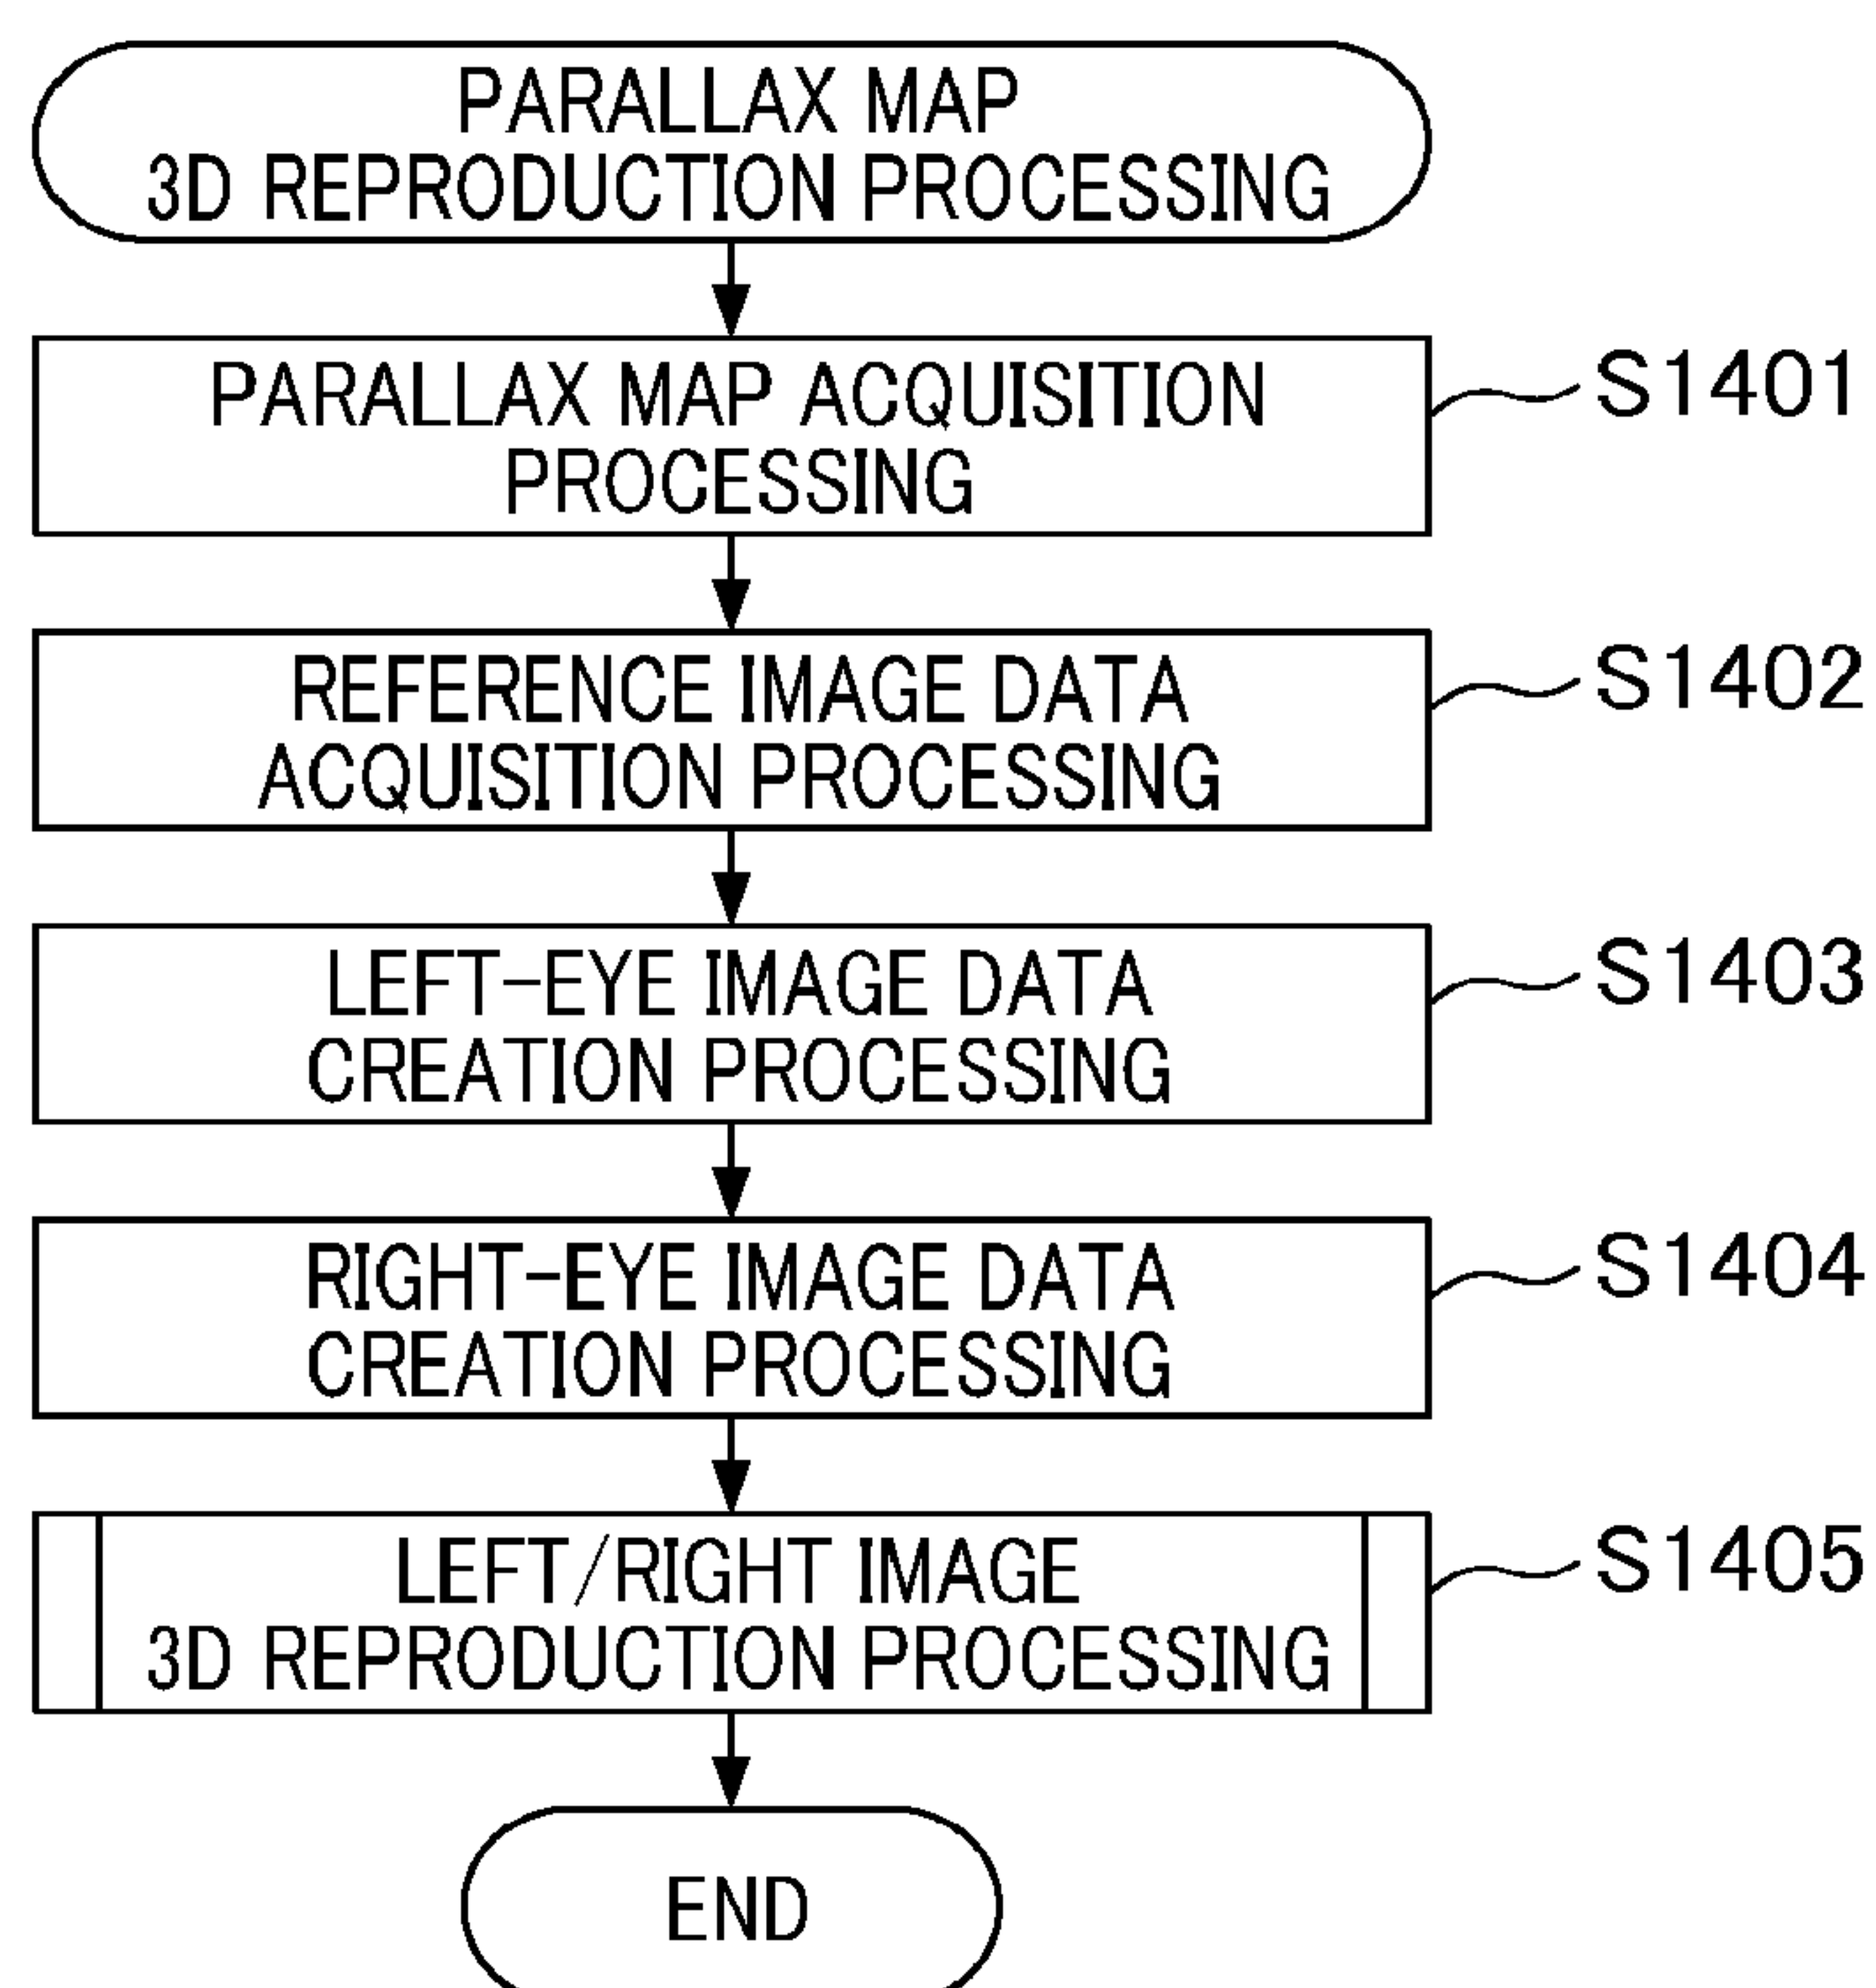 PARALLAX MAP
3D REPRODUCTION PROCESSING
PARALLAX MAP ACQUISITION
PROCESSING
S1401
REFERENCE IMAGE DATA
ACQUISITION PROCESSING
S1402
LEFT-EYE IMAGE DATA
CREATION PROCESSING
S1403
RIGHT-EYE IMAGE DATA
CREATION PROCESSING
S1404
LEFT/RIGHT IMAGE
3D REPRODUCTION PROCESSING
S1405
END